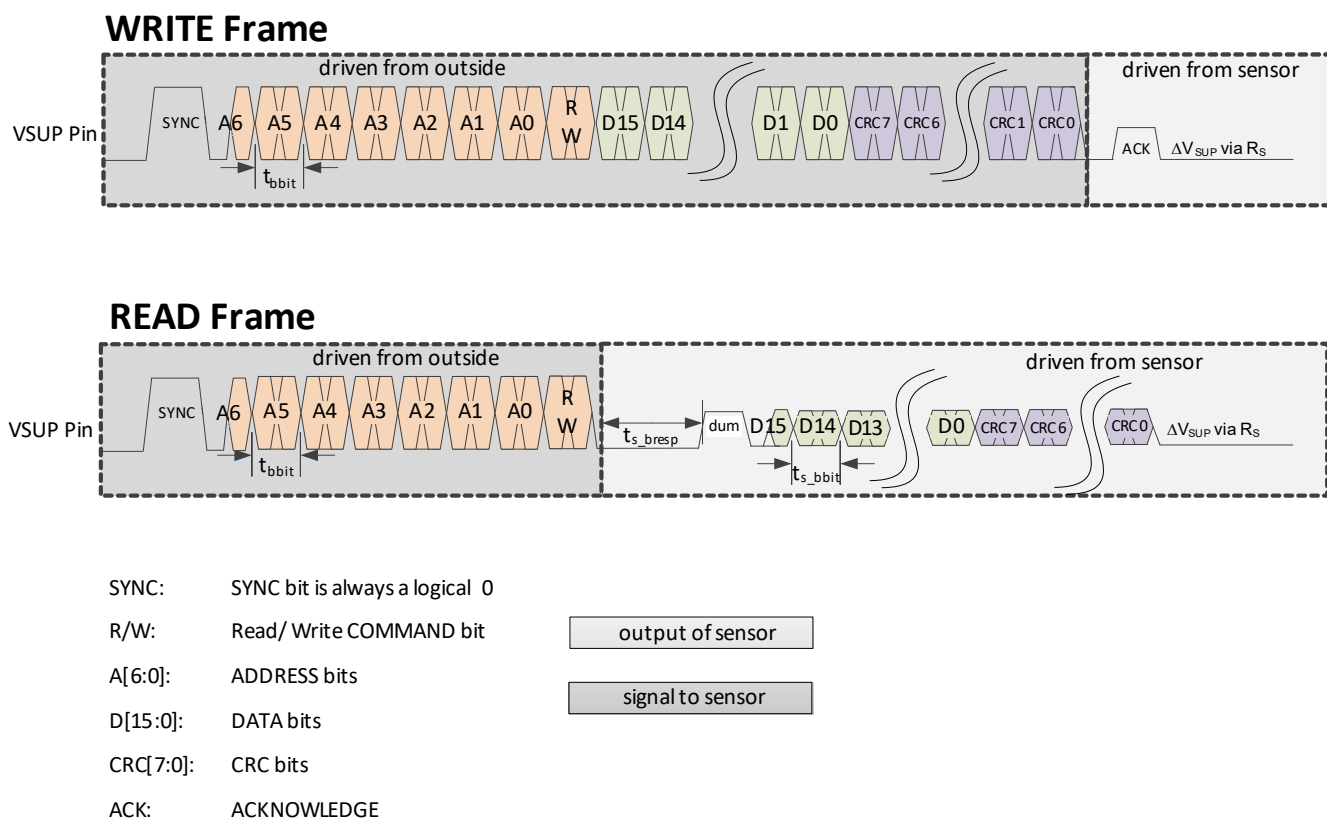 WRITE Frame
driven from outside
driven from sensor
VSUP Pin
SYNC A6 A5 A4 A3 A2 A1 A0 R W D15 D14 D1 D0 CRC7 CRC6 CRC1 CRC0 ACK ΔVSUP via RS
tbbit
READ Frame
driven from outside
driven from sensor
VSUP Pin
SYNC A6 A5 A4 A3 A2 A1 A0 R W ts_bresp dum D15 D14 D13 D0 CRC7 CRC6 CRC0 ΔVSUP via RS
tbbit ts_bbit
SYNC: SYNC bit is always a logical 0
R/W: Read/ Write COMMAND bit
output of sensor
A[6:0]: ADDRESS bits
signal to sensor
D[15:0]: DATA bits
CRC[7:0]: CRC bits
ACK: ACKNOWLEDGE